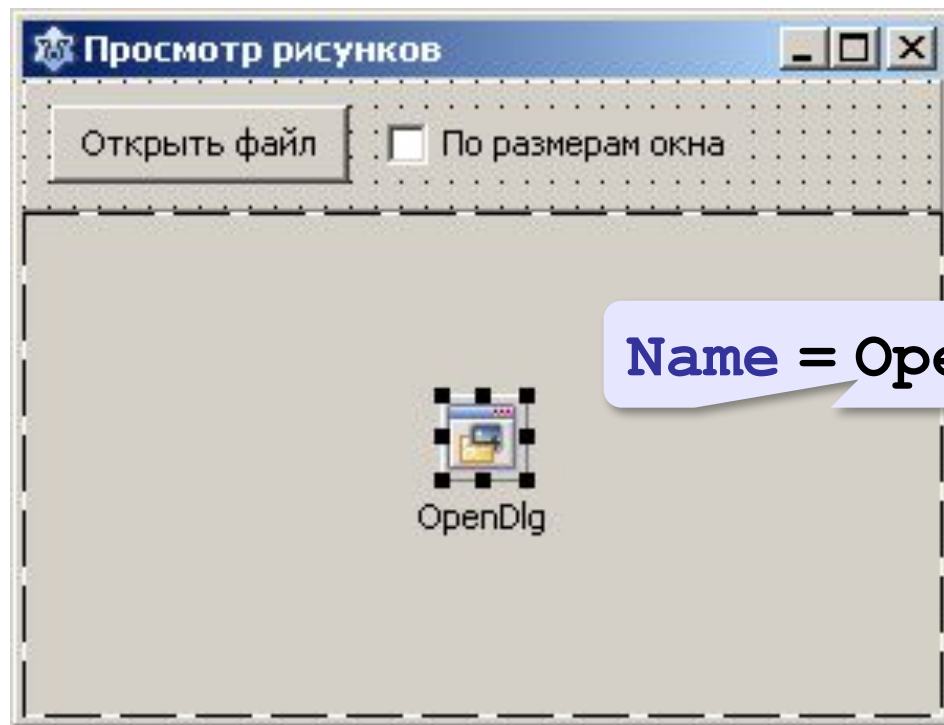 Просмотр рисунков
Открыть файл
По размерам окна
Name = Ope
OpenDlg